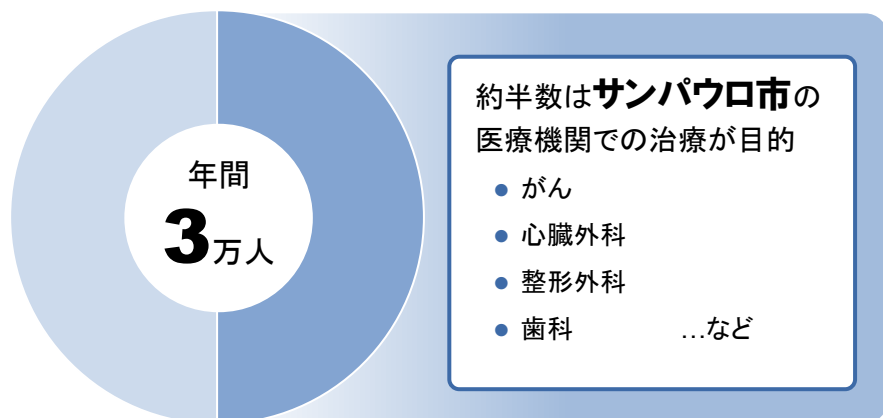 年間
3万人
約半数はサンパウロ市の
医療機関での治療が目的
● がん
● 心臓外科
● 整形外科
● 歯科 …など